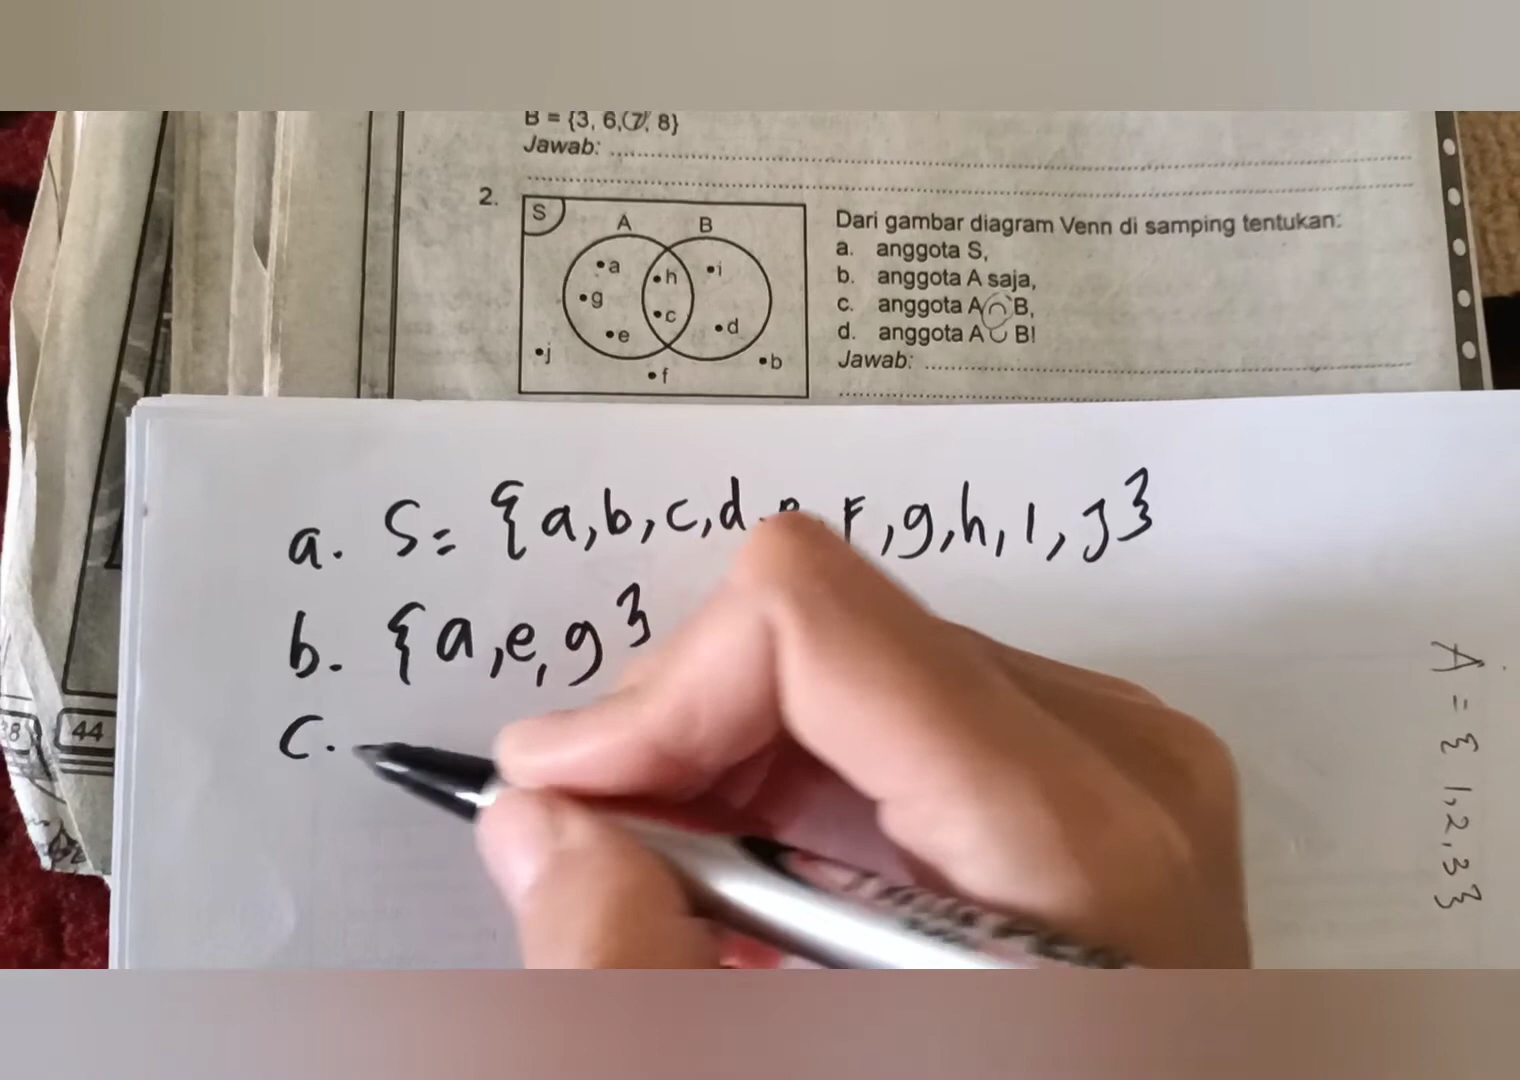 B = {3, 6, 7, 8}
Jawab:
2.
S
A B
a
h
i
g
c
e
d
j
f
b
Dari gambar diagram Venn di samping tentukan:
a. anggota S,
b. anggota A saja,
c. anggota A ∩ B,
d. anggota A ∪ B!
Jawab:
a. S = {a, b, c, d, e, f, g, h, i, j}
b. {a, e, g}
c.
38
44
A = {1, 2, 3}